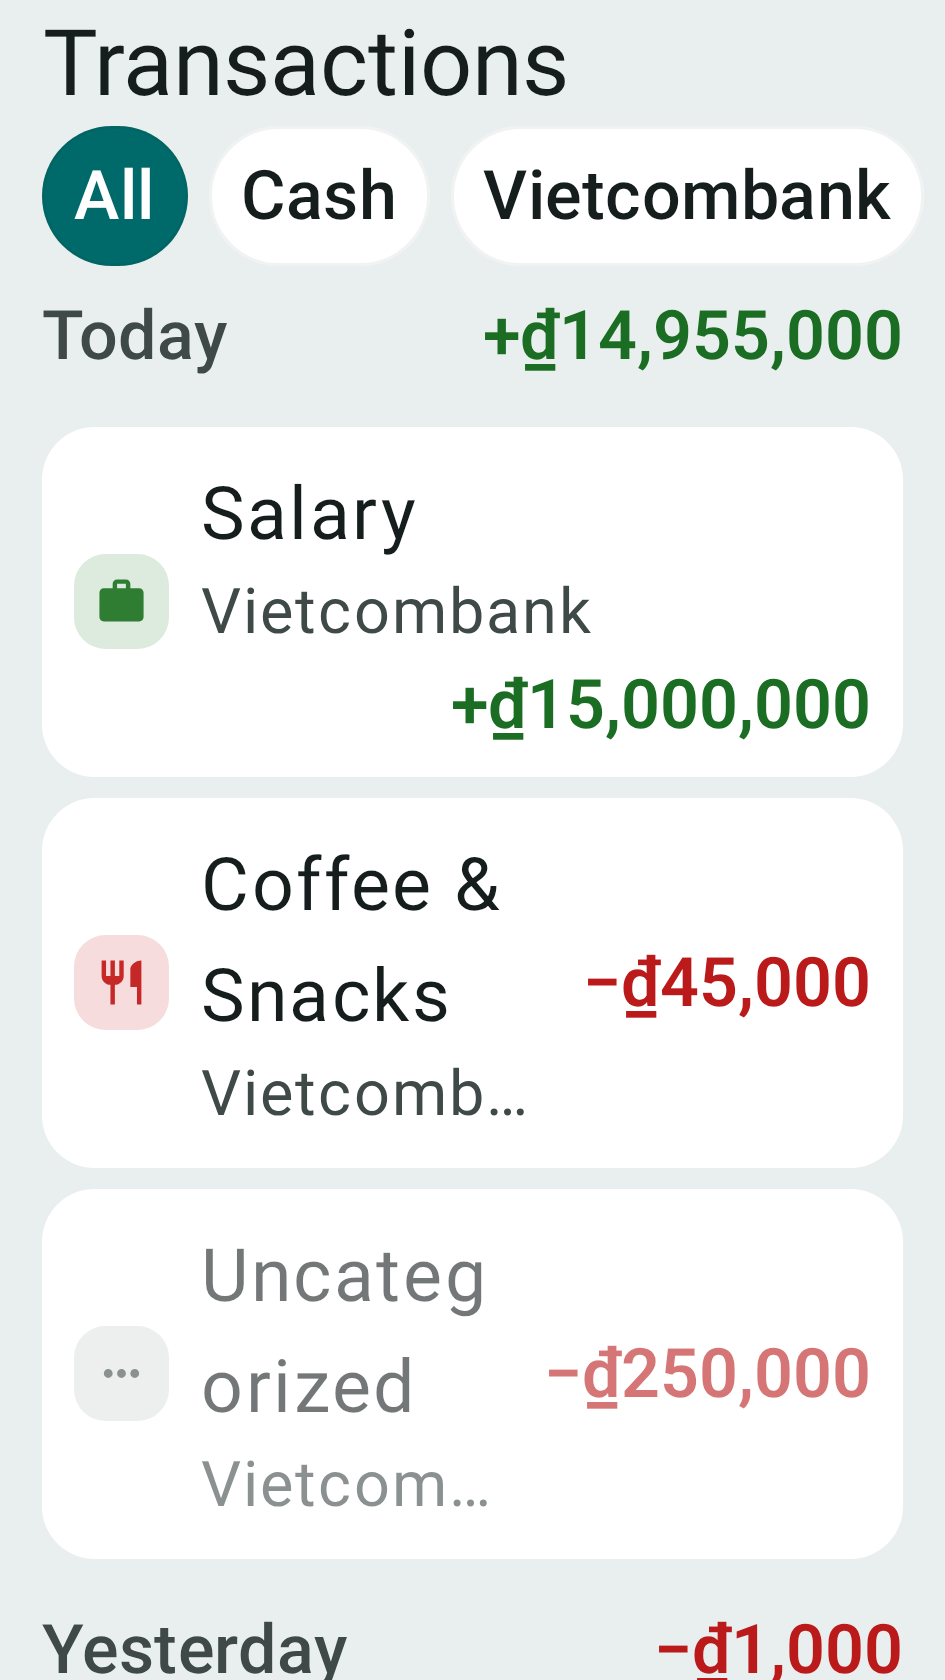 Transactions
All Cash Vietcombank
Today +₫14,955,000
Salary
Vietcombank
+₫15,000,000
Coffee &
Snacks
−₫45,000
Vietcomb…
Uncateg
orized
−₫250,000
Vietcom…
Yesterday −₫1,000